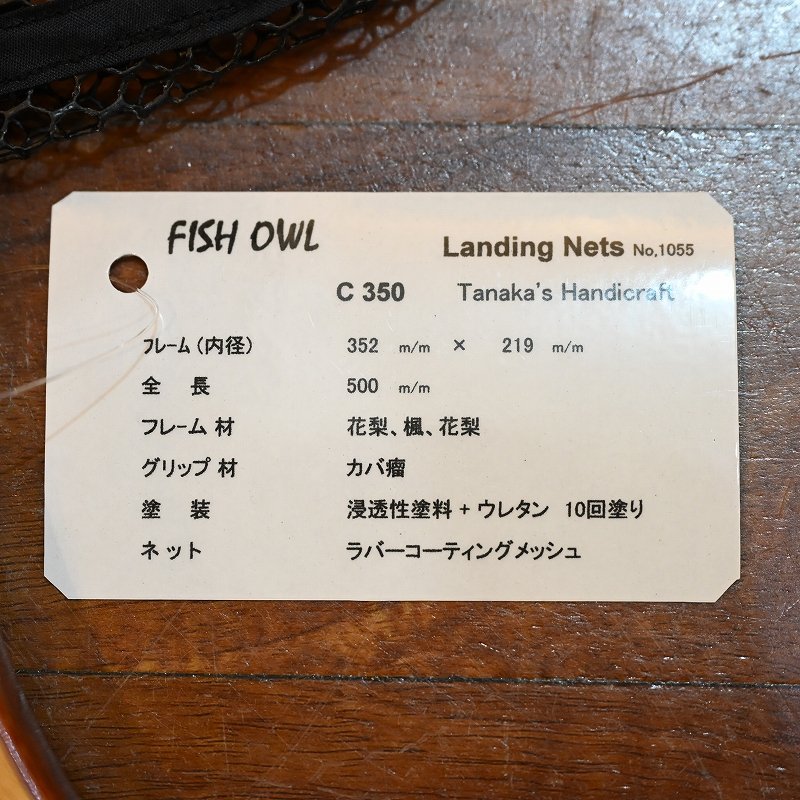 FISH OWL
Landing Nets No,1055
C 350 Tanaka's Handicraft
フレーム(内径) 352 m/m × 219 m/m
全 長 500 m/m
フレーム 材 花梨、楓、花梨
グリップ 材 カバ瘤
塗 装 浸透性塗料 + ウレタン 10回塗り
ネット ラバーコーティングメッシュ